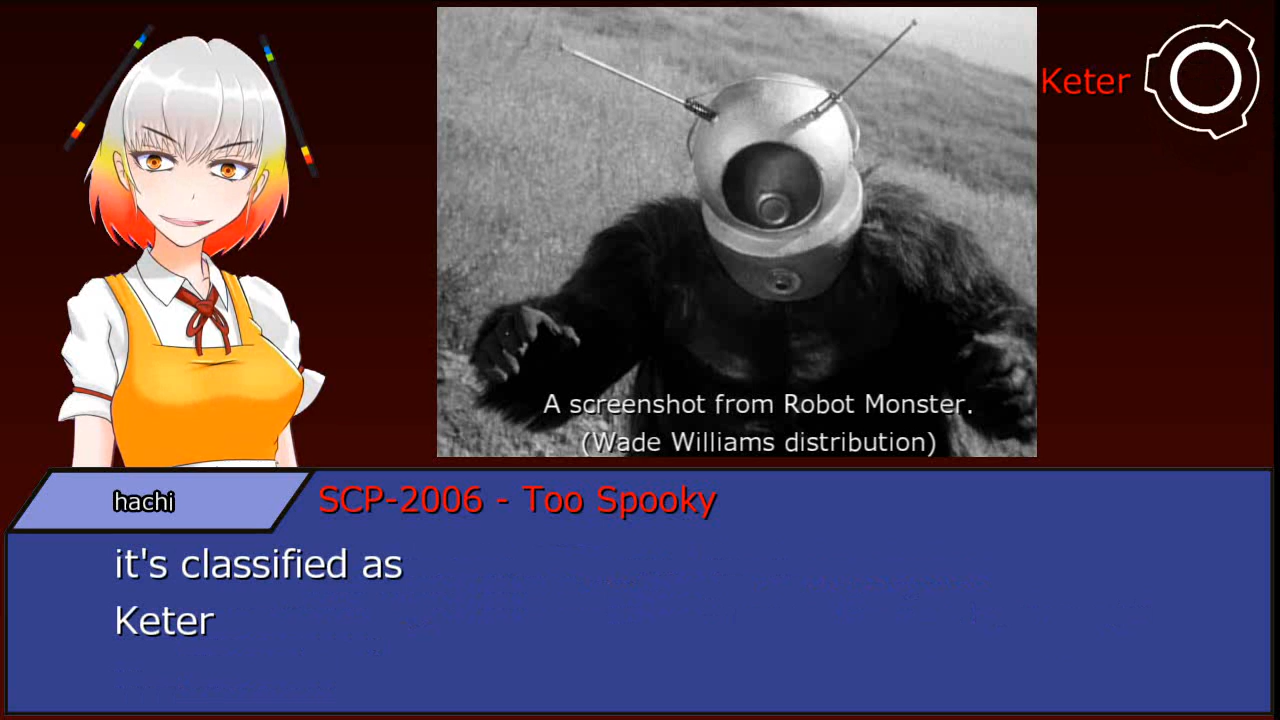 Keter
A screenshot from Robot Monster.
(Wade Williams distribution)
hachi
SCP-2006 - Too Spooky
it's classified as
Keter